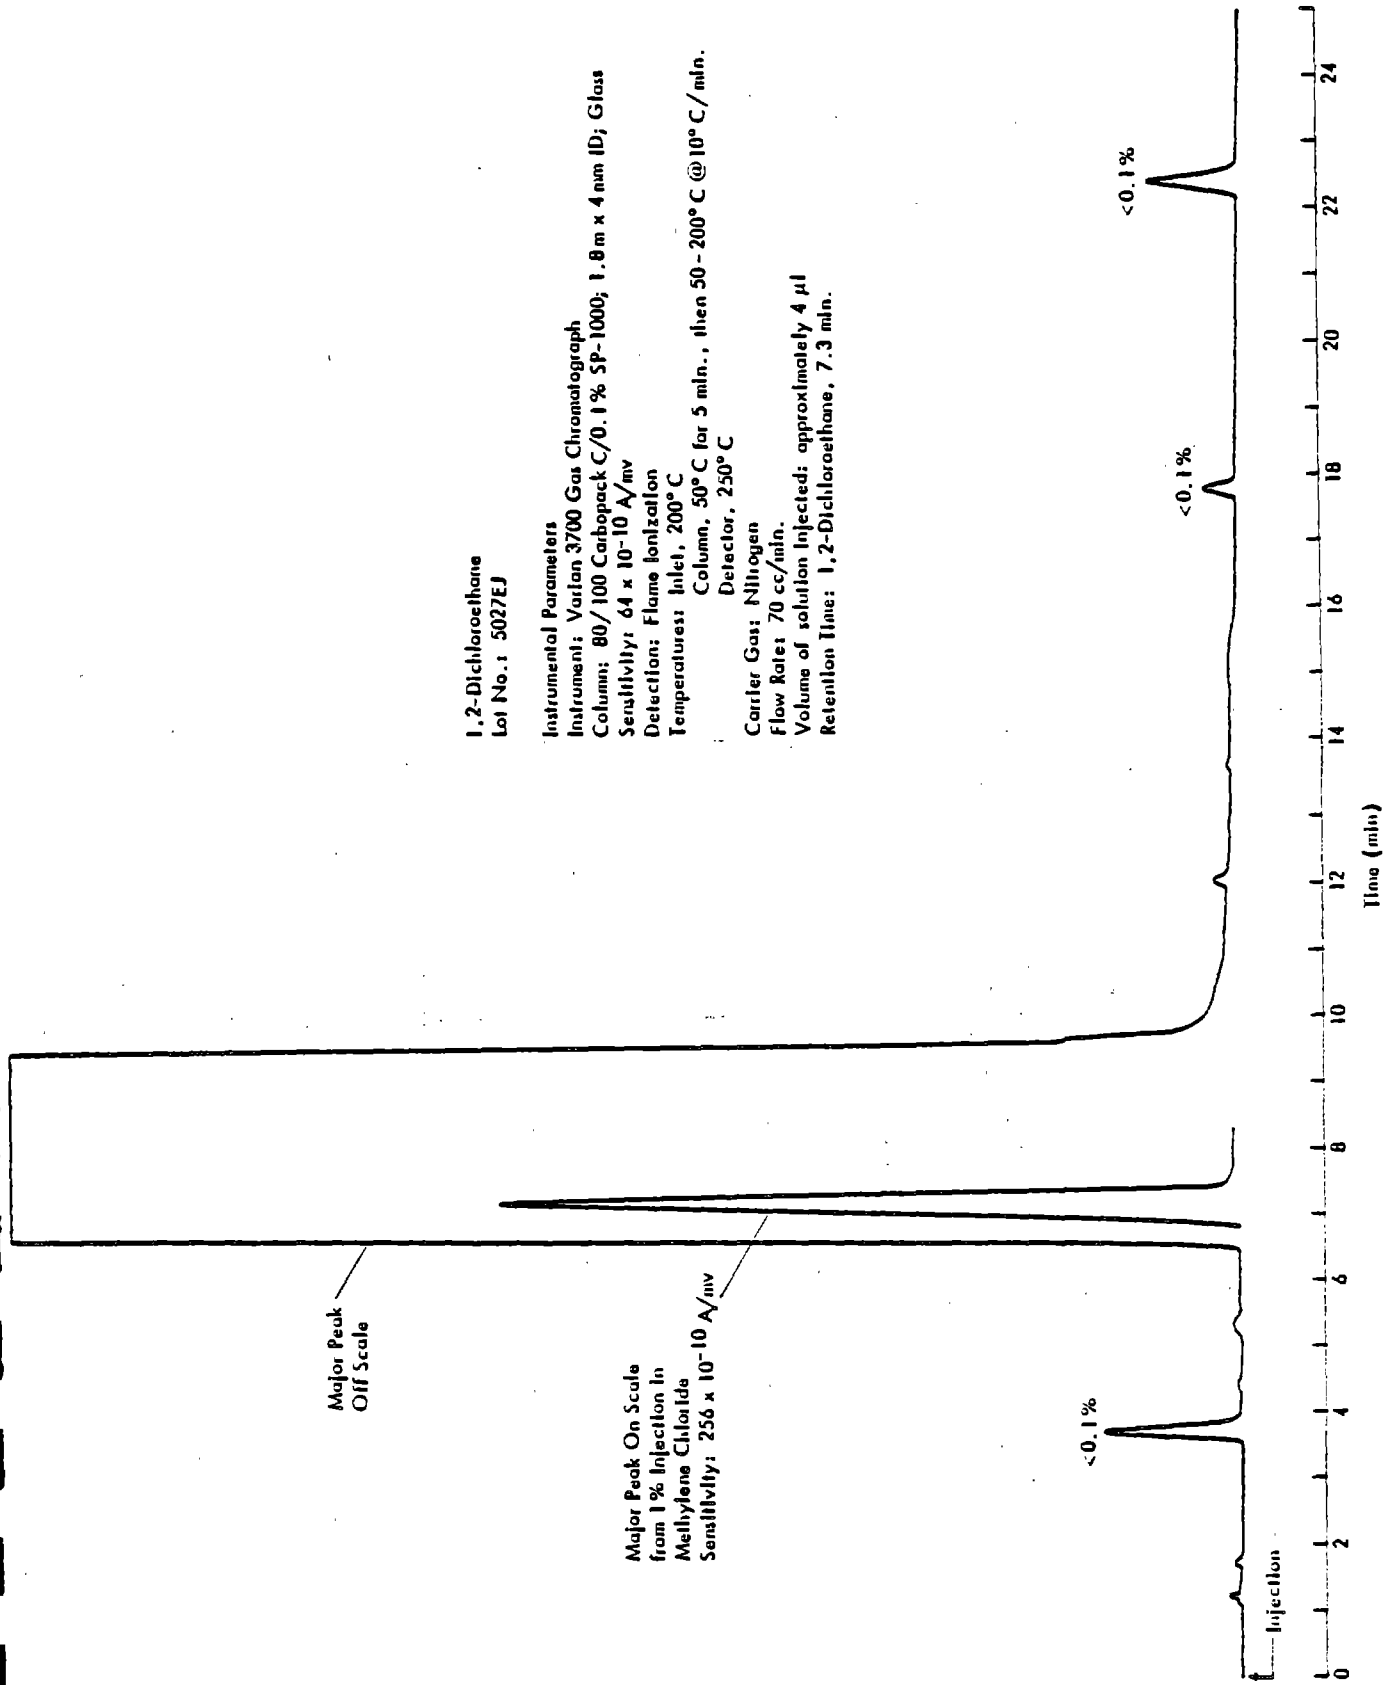 1,2-Dichloroethane
Lot No.: 5027EJ
Instrumental Parameters
Instrument: Varian 3700 Gas Chromatograph
Column: 80/100 Carbopack C/0.1% SP-1000; 1.8m x 4mm ID; Glass
Sensitivity: 64 x 10-10 A/mv
Detection: Flame Ionization
Temperatures: Inlet, 200°C
Column, 50°C for 5 min., then 50-200°C @ 10°C/min.
Detector, 250°C
Carrier Gas: Nitrogen
Flow Rate: 70 cc/min.
Volume of solution Injected: approximately 4 µl
Retention Time: 1,2-Dichloroethane, 7.3 min.
Major Peak
Off Scale
Major Peak On Scale
from 1% Injection in
Methylene Chloride
Sensitivity: 256 x 10-10 A/mv
<0.1%
<0.1%
<0.1%
Injection
0 2 4 6 8 10 12 14 16 18 20 22 24
Time (min)